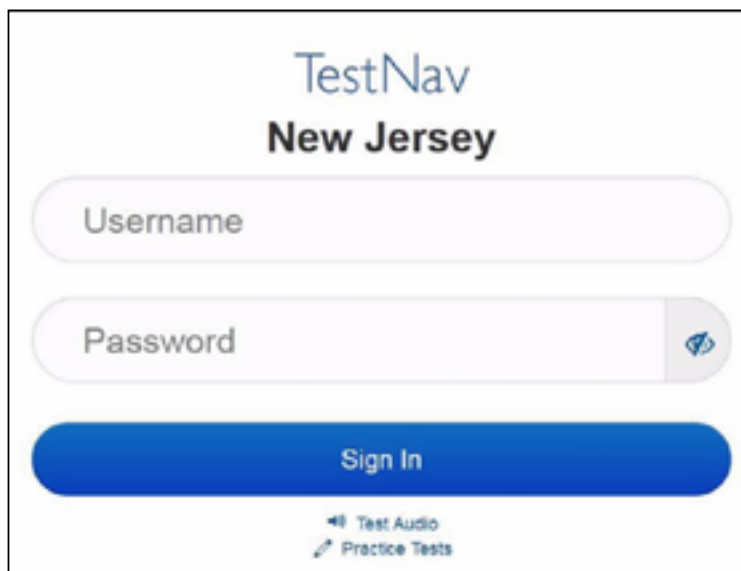 TestNav
New Jersey
Username
Password
Sign In
Test Audio
Practice Tests